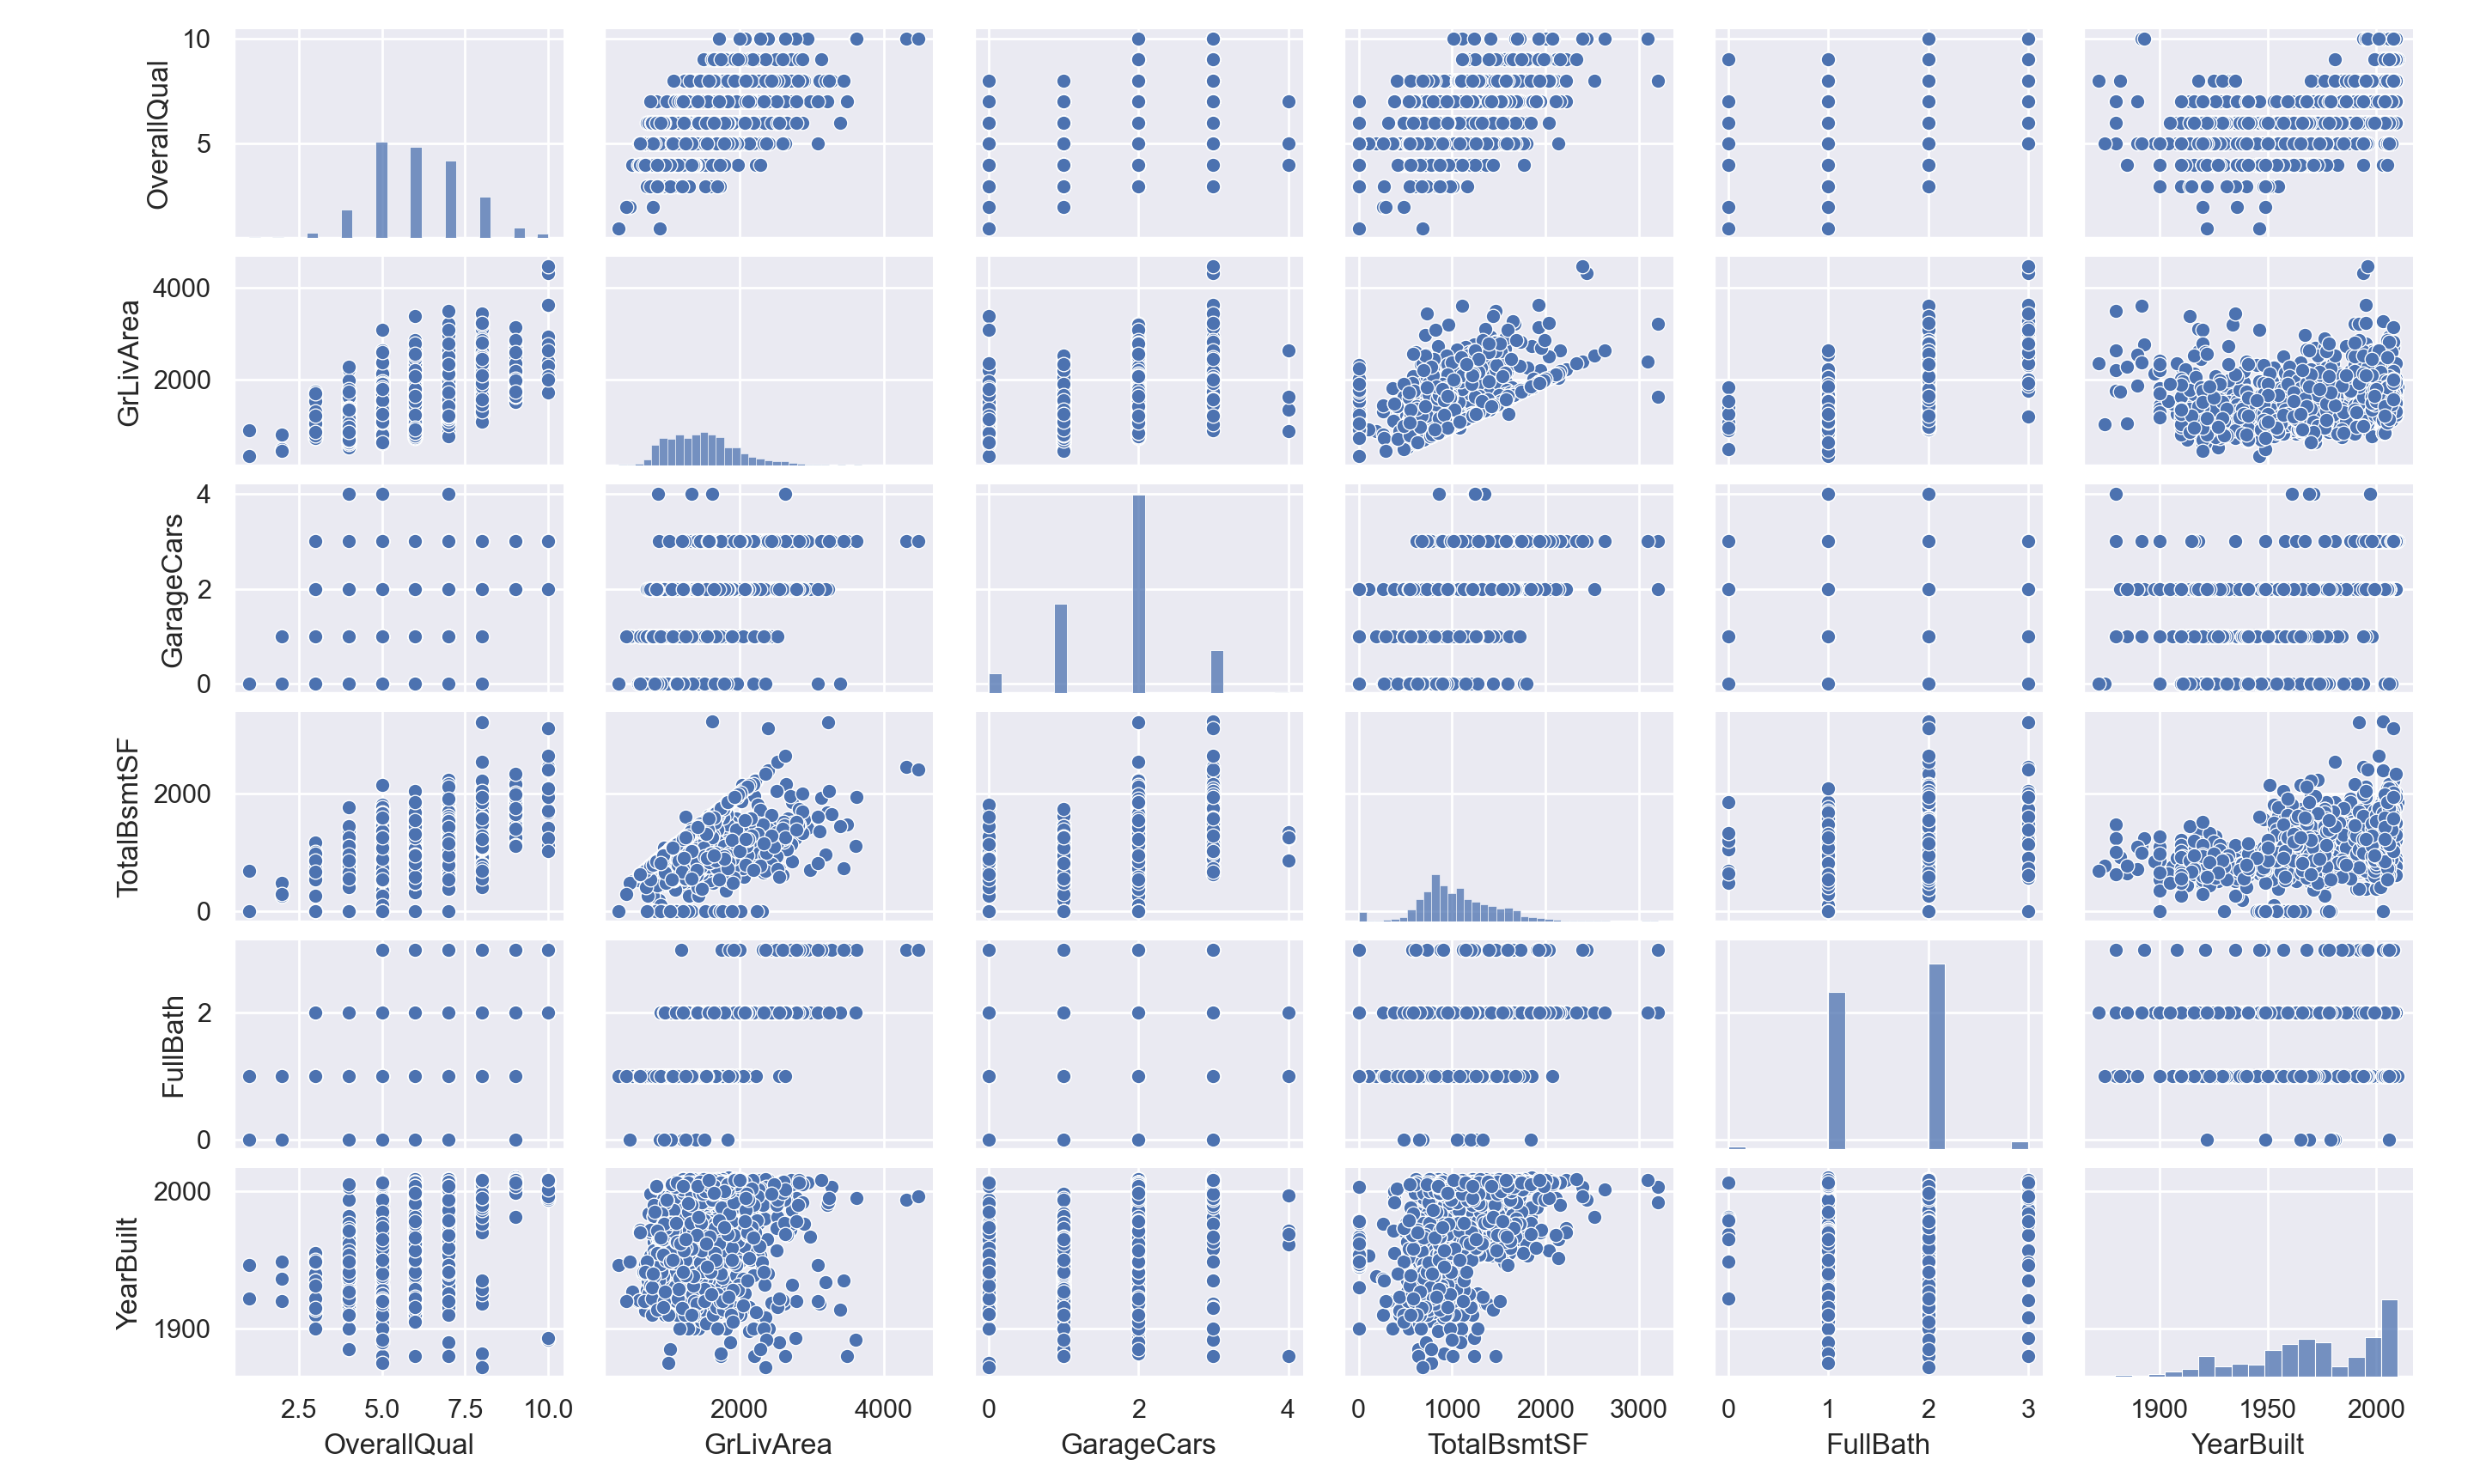 OverallQual
10
5
GrLivArea
4000
2000
GarageCars
4
2
0
TotalBsmtSF
2000
0
FullBath
2
0
YearBuilt
2000
1900
2.5 5.0 7.5 10.0 2000 4000 0 2 4 0 1000 2000 3000 0 1 2 3 1900 1950 2000
OverallQual GrLivArea GarageCars TotalBsmtSF FullBath YearBuilt